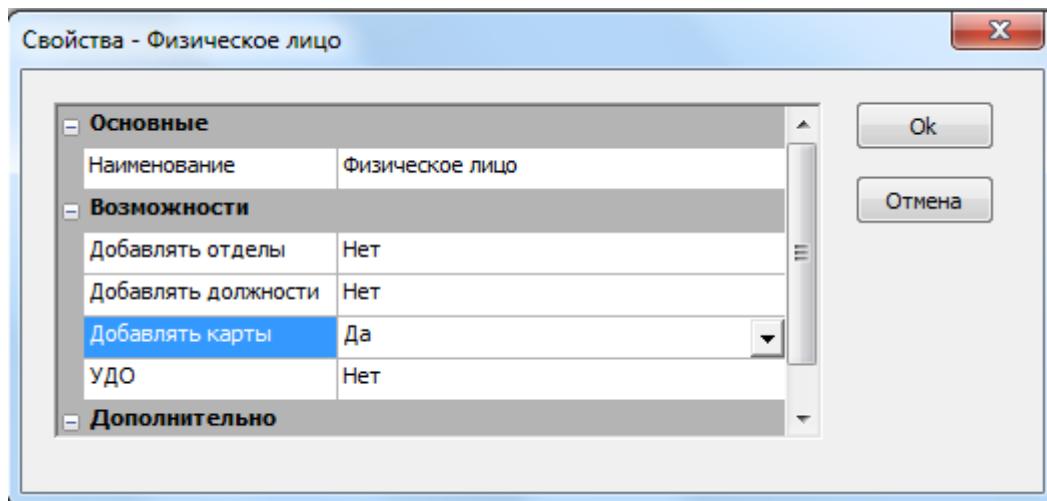 Свойства - Физическое лицо
Основные
Наименование Физическое лицо
Возможности
Добавлять отделы Нет
Добавлять должности Нет
Добавлять карты Да
УДО Нет
Дополнительно
Ok
Отмена